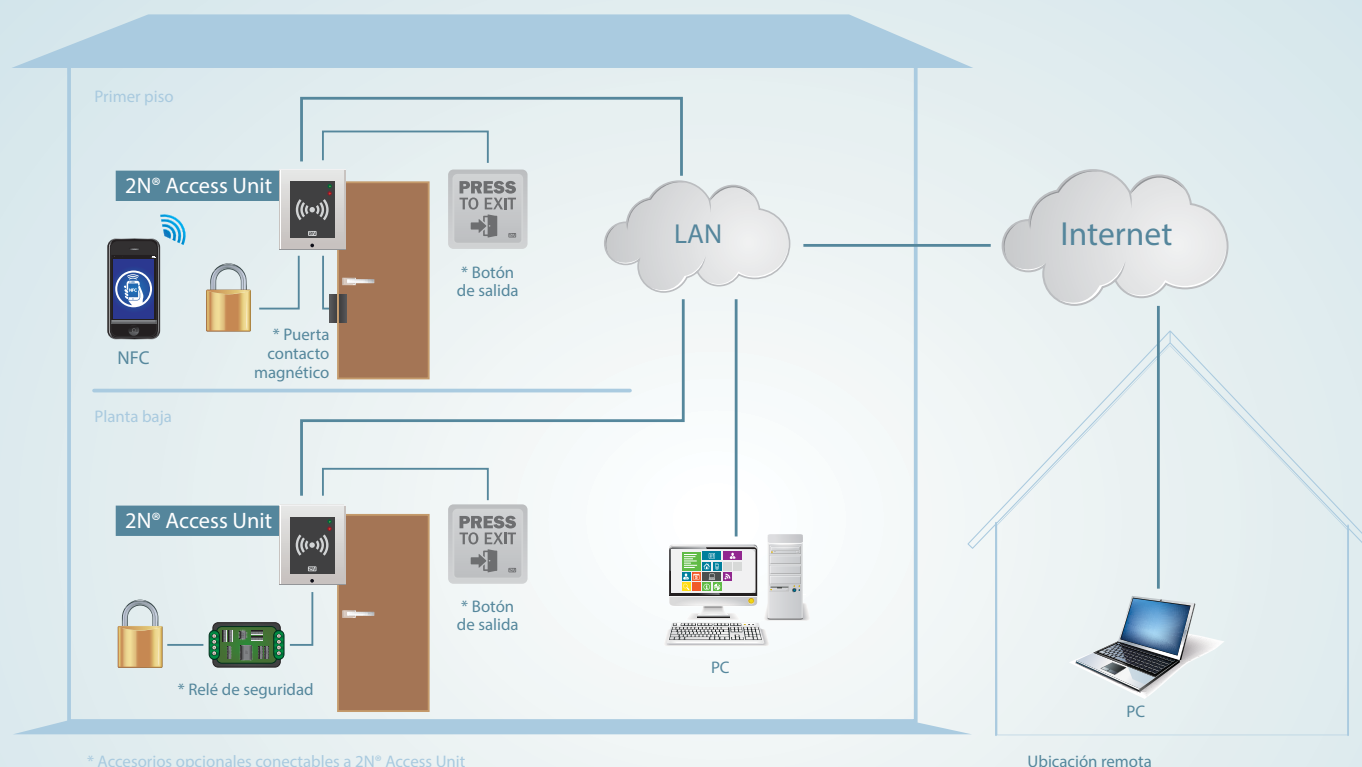 Primer piso
2N® Access Unit
PRESS
TO EXIT
* Botón
de salida
NFC
* Puerta
contacto
magnético
LAN
Internet
Planta baja
2N® Access Unit
PRESS
TO EXIT
* Botón
de salida
* Relé de seguridad
PC
PC
* Accesorios opcionales conectables a 2N® Access Unit
Ubicación remota